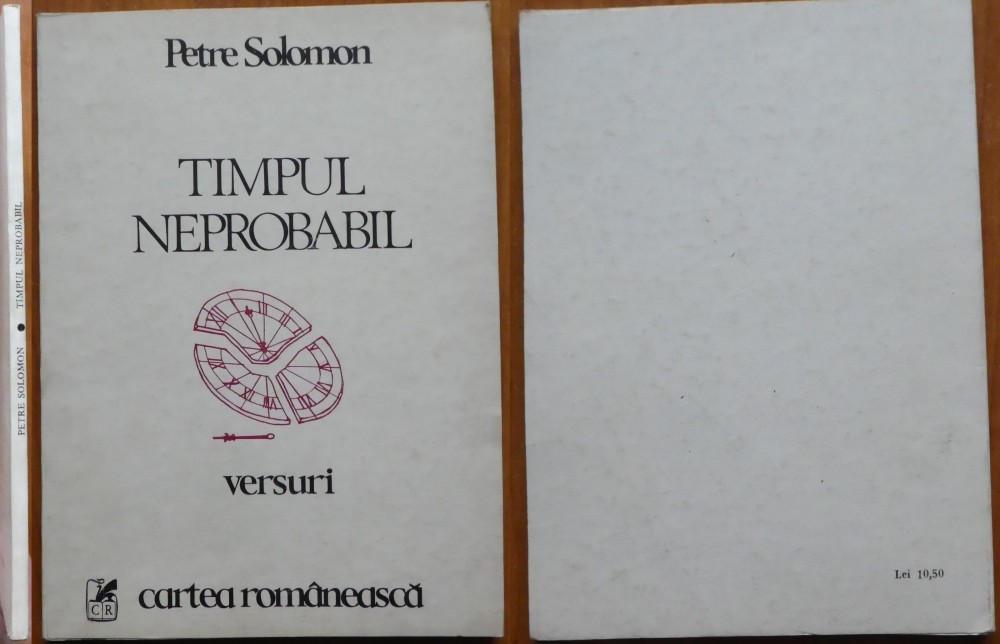 PETRE SOLOMON ● TIMPUL NEPROBABIL
Petre Solomon
TIMPUL
NEPROBABIL
versuri
CR
cartea românească
Lei 10,50